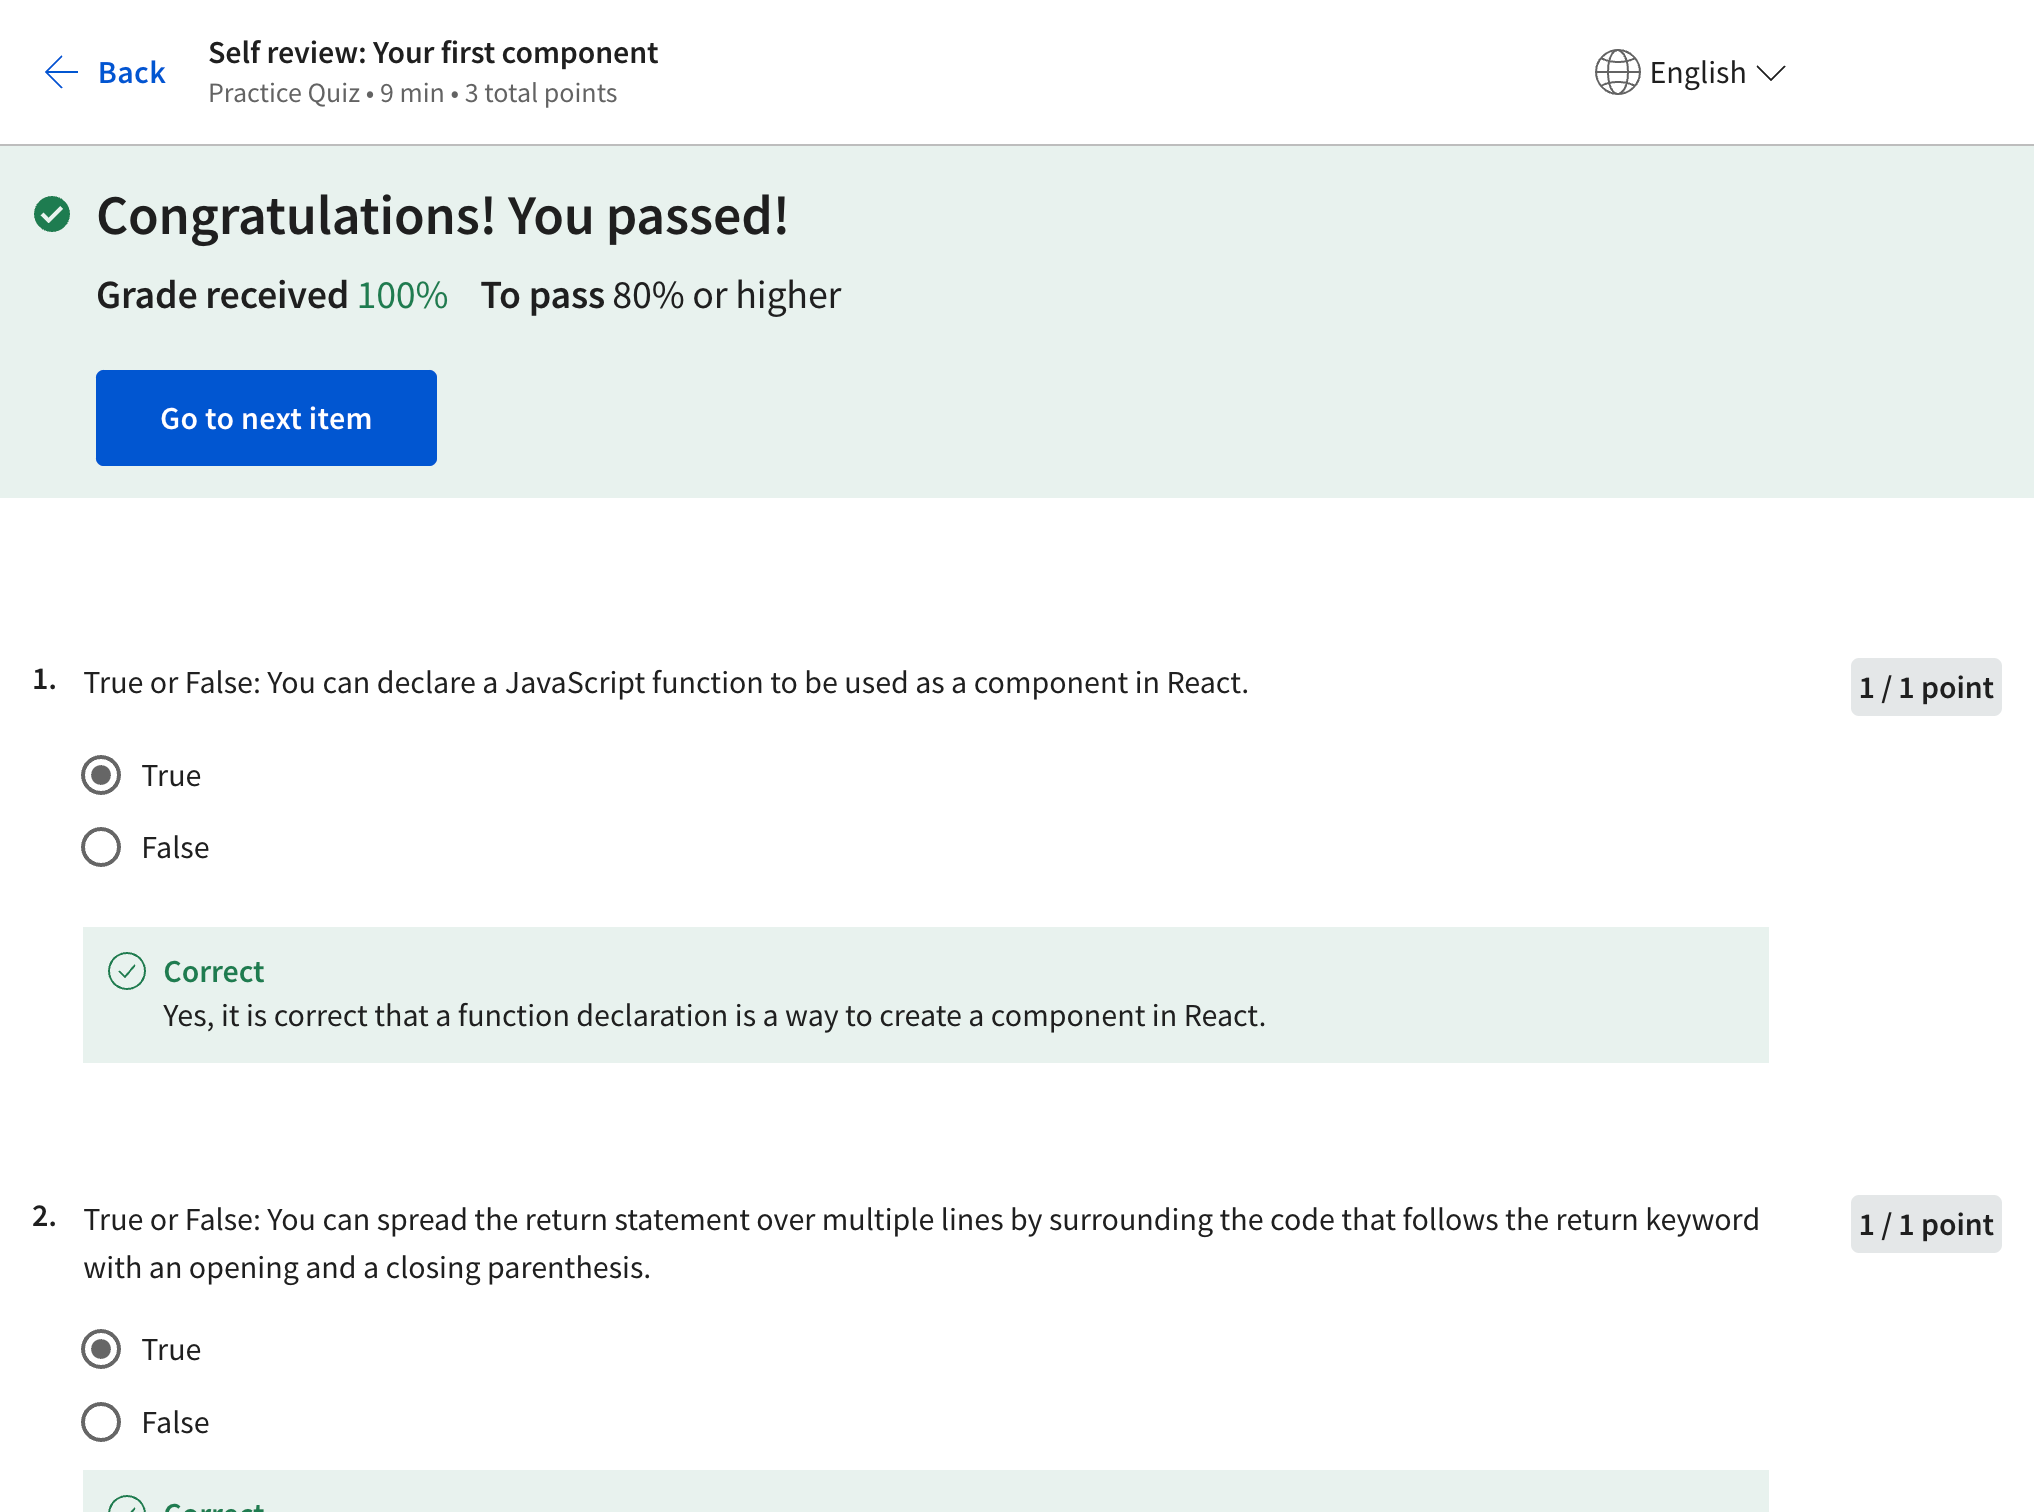 Back
Self review: Your first component
Practice Quiz • 9 min • 3 total points
English
Congratulations! You passed!
Grade received 100% To pass 80% or higher
Go to next item
1. True or False: You can declare a JavaScript function to be used as a component in React.
1 / 1 point
True
False
Correct
Yes, it is correct that a function declaration is a way to create a component in React.
2. True or False: You can spread the return statement over multiple lines by surrounding the code that follows the return keyword
with an opening and a closing parenthesis.
1 / 1 point
True
False
Correct